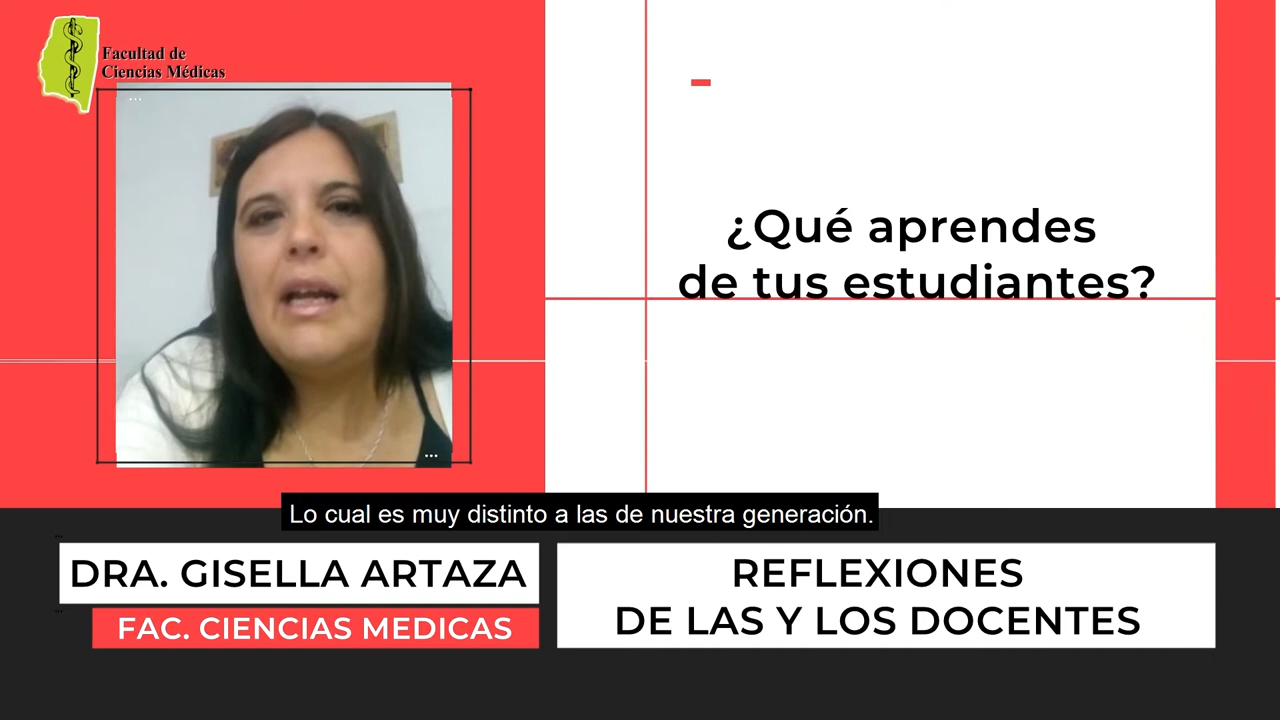 Facultad de
Ciencias Médicas
¿Qué aprendes
de tus estudiantes?
Lo cual es muy distinto a las de nuestra generación.
DRA. GISELLA ARTAZA
FAC. CIENCIAS MEDICAS
REFLEXIONES
DE LAS Y LOS DOCENTES